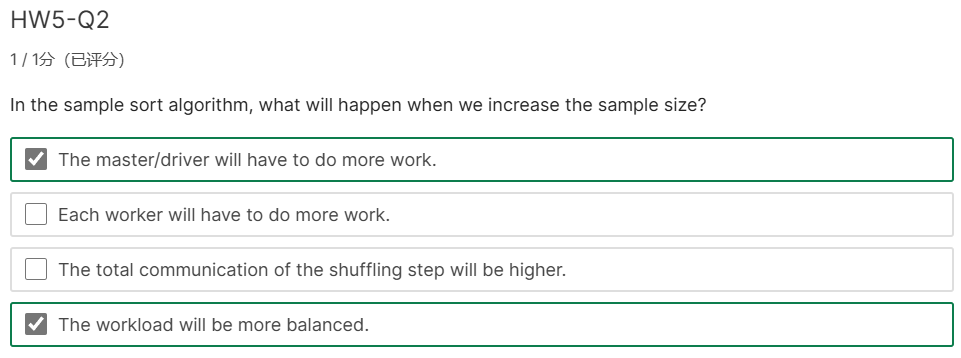 HW5-Q2
1 / 1分 (已评分)
In the sample sort algorithm, what will happen when we increase the sample size?
The master/driver will have to do more work.
Each worker will have to do more work.
The total communication of the shuffling step will be higher.
The workload will be more balanced.